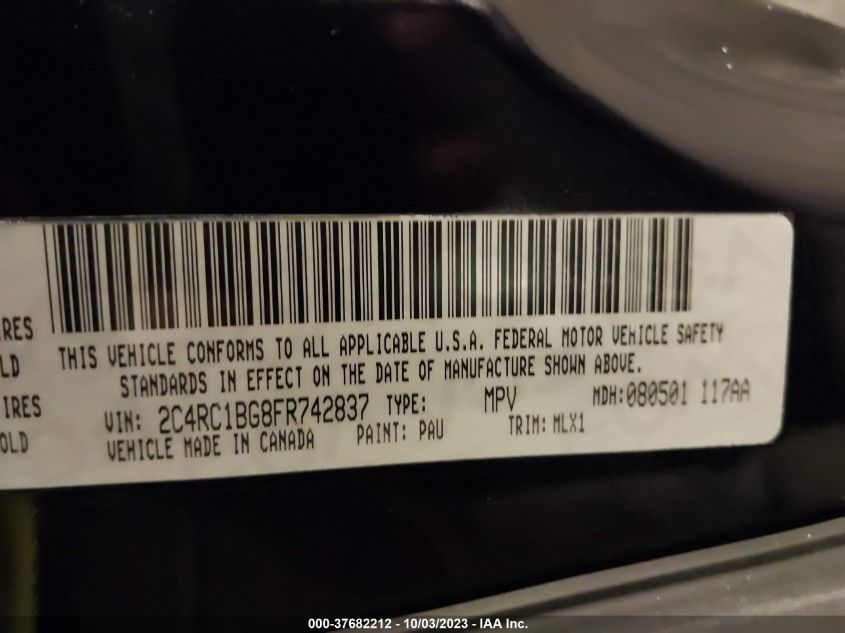 IRES
OLD
THIS VEHICLE CONFORMS TO ALL APPLICABLE U.S.A. FEDERAL MOTOR VEHICLE SAFETY
STANDARDS IN EFFECT ON THE DATE OF MANUFACTURE SHOWN ABOVE.
IRES
OLD
VIN: 2C4RC1BG8FR742837 TYPE: MPV MDH:080501 117AA
VEHICLE MADE IN CANADA PAINT: PAU TRIM: MLX1
000-37682212 - 10/03/2023 - IAA Inc.